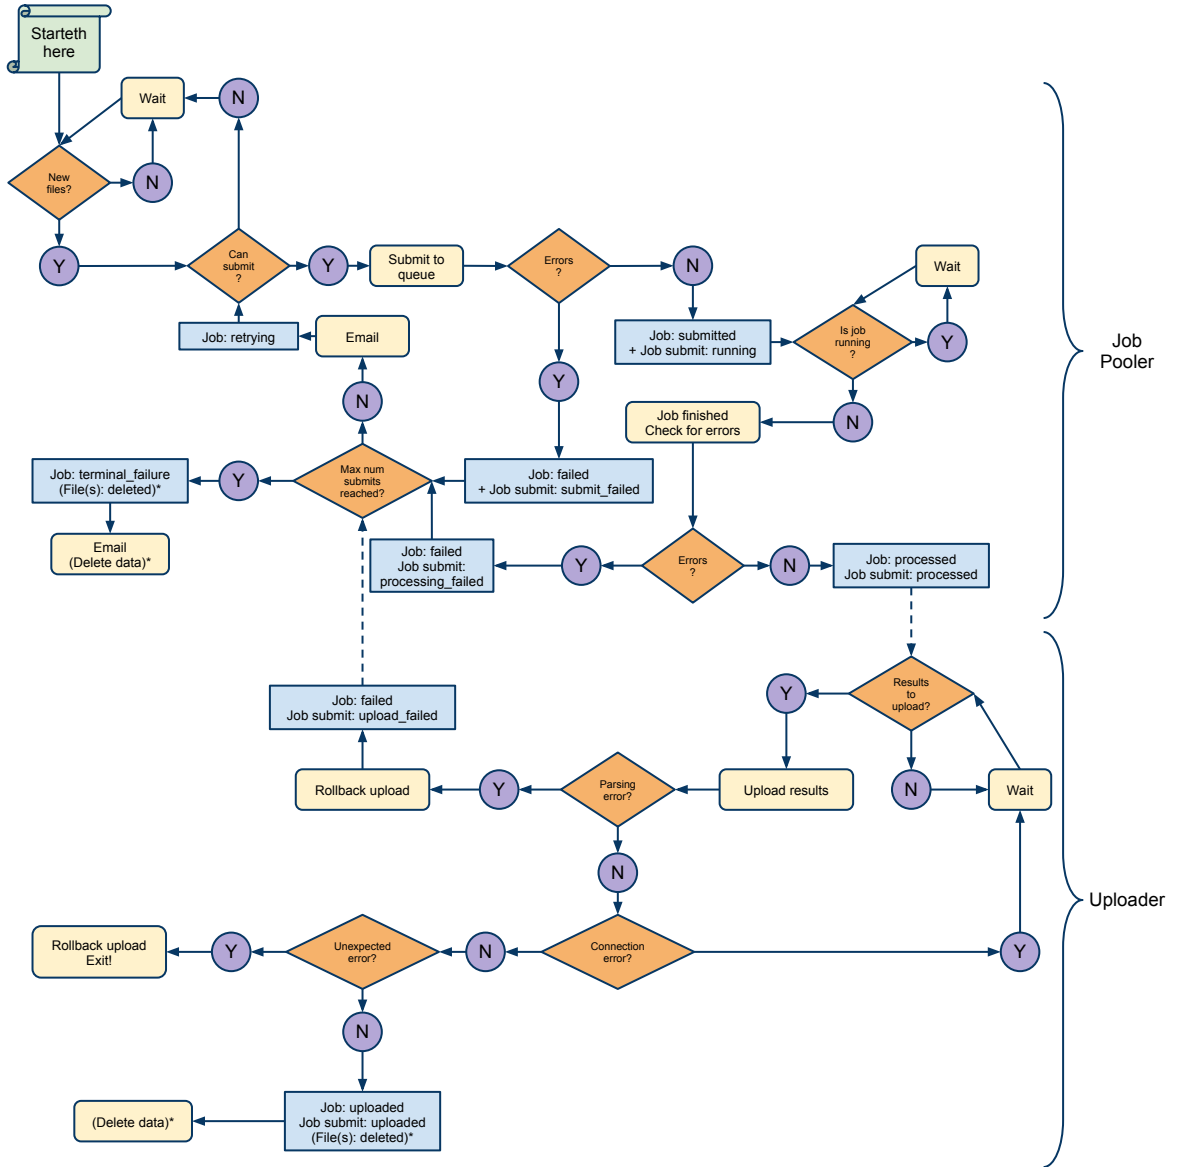 Starteth
here
Wait
N
New
files?
N
Y
Can
submit
?
Y
Submit to
queue
Errors
?
N
Wait
Job: retrying
Email
Job: submitted
+ Job submit: running
Is job
running
?
Y
Job
Pooler
Y
N
Job finished
Check for errors
N
Job: terminal_failure
(File(s): deleted)*
Y
Max num
submits
reached?
Job: failed
+ Job submit: submit_failed
Email
(Delete data)*
Job: failed
Job submit:
processing_failed
Y
Errors
?
N
Job: processed
Job submit: processed
Job: failed
Job submit: upload_failed
Y
Results
to
upload?
Rollback upload
Y
Parsing
error?
Upload results
N
Wait
N
Uploader
Rollback upload
Exit!
Y
Unexpected
error?
N
Connection
error?
Y
N
(Delete data)*
Job: uploaded
Job submit: uploaded
(File(s): deleted)*